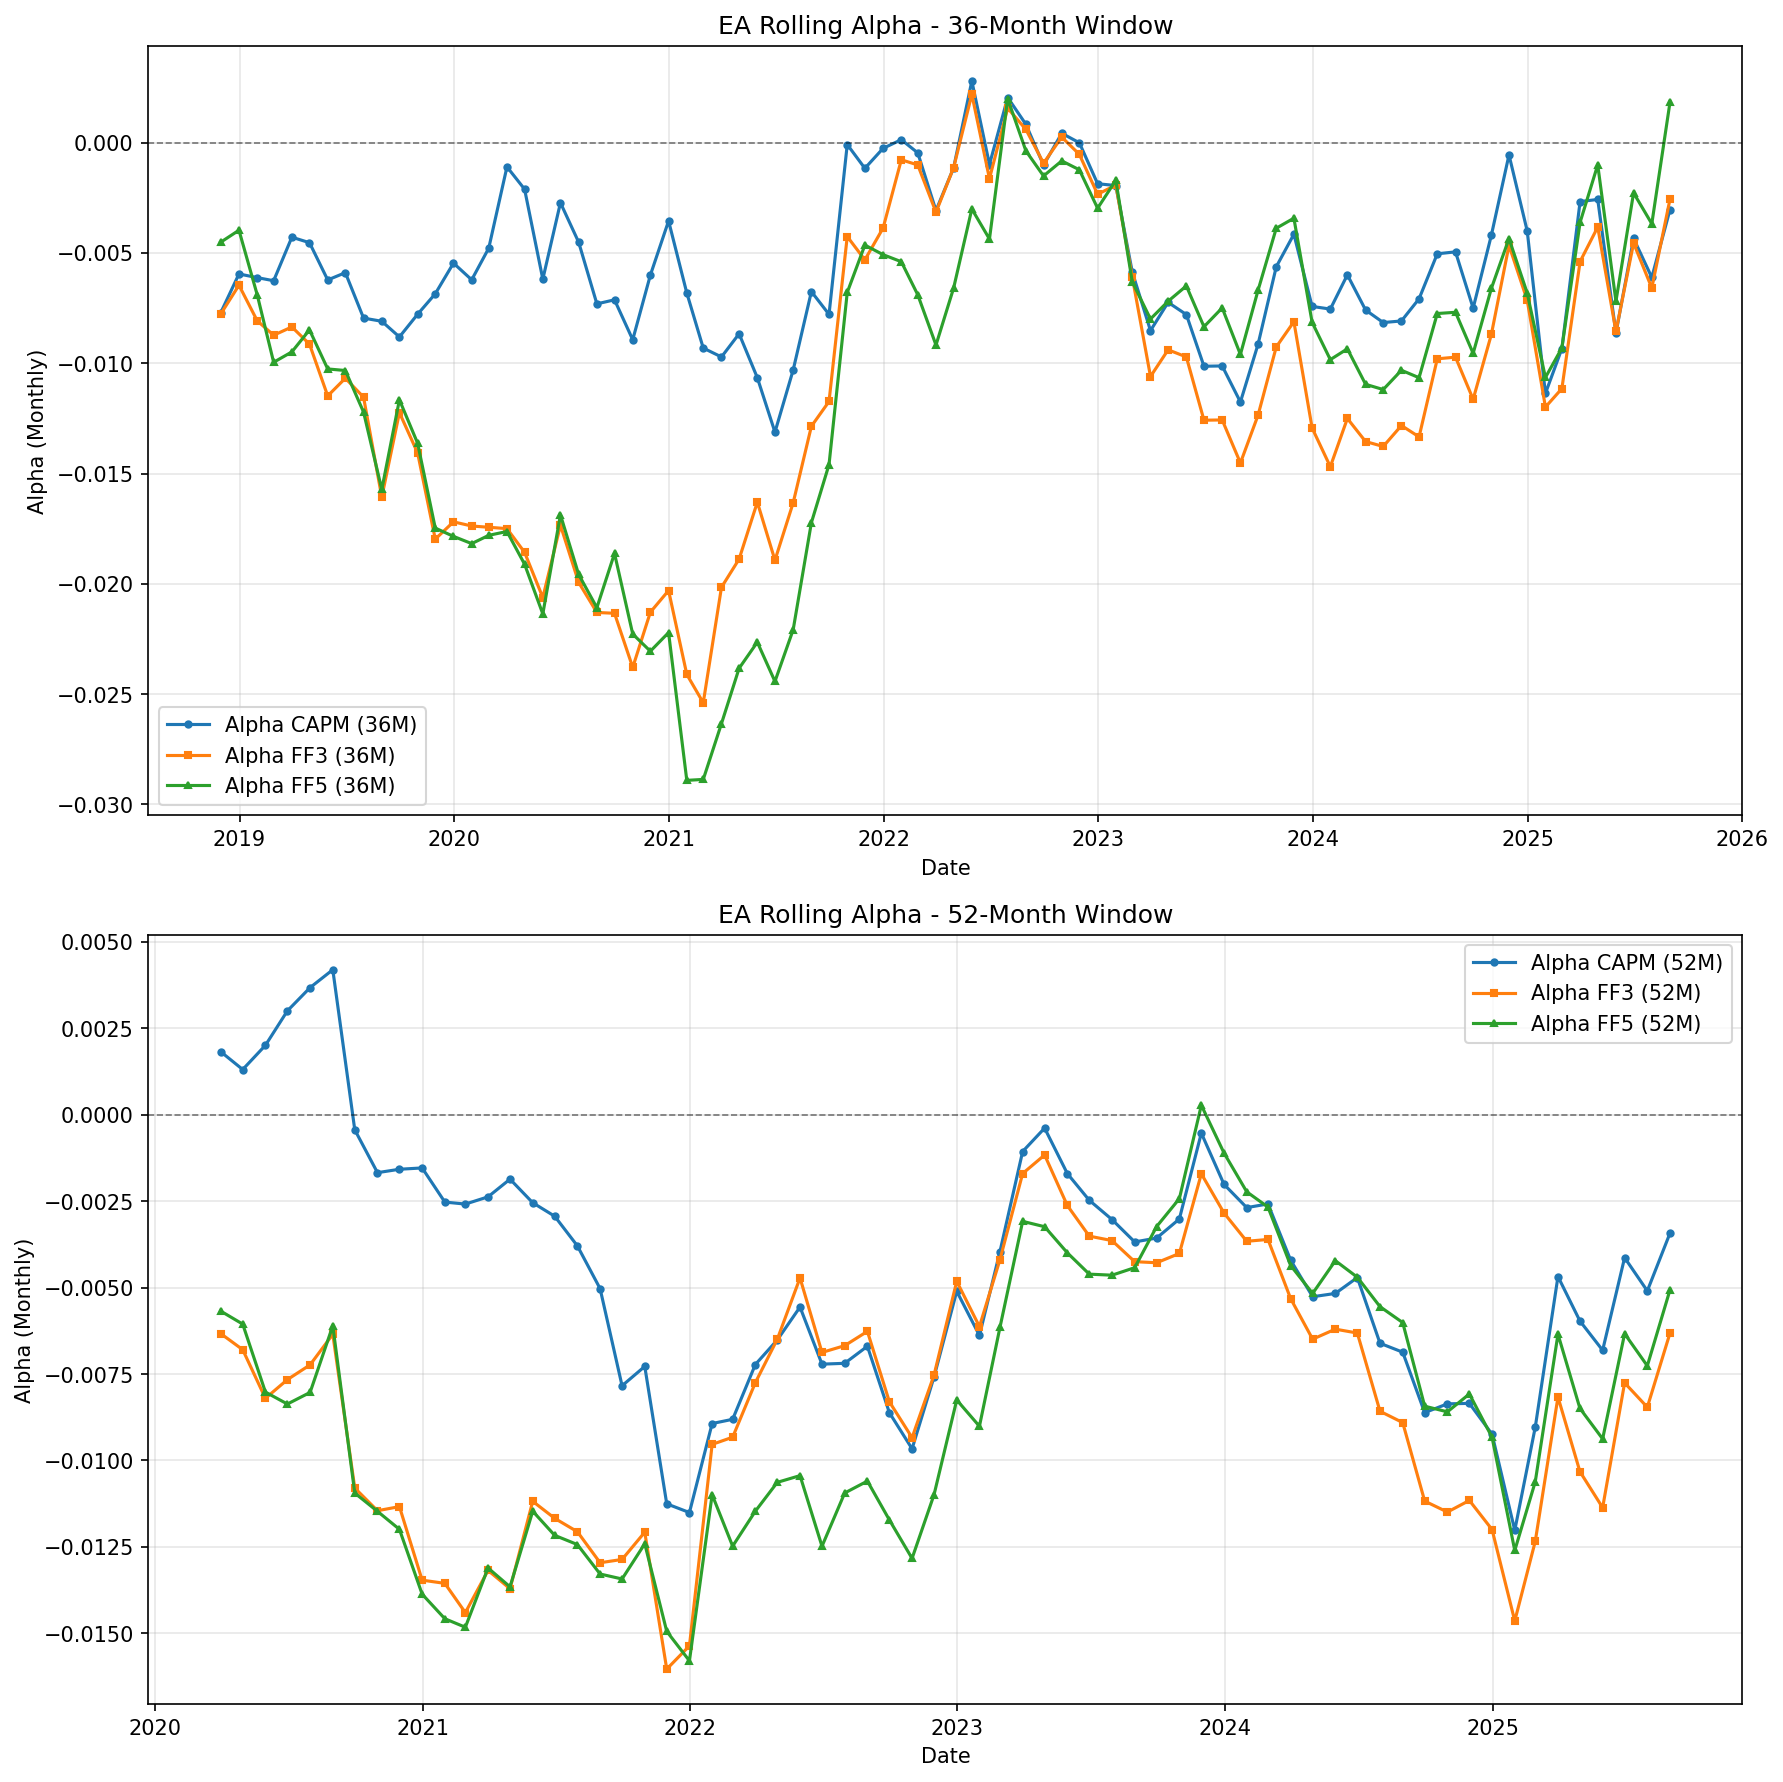 EA Rolling Alpha - 36-Month Window
0.000
−0.005
−0.010
−0.015
−0.020
−0.025
−0.030
Alpha (Monthly)
Alpha CAPM (36M)
Alpha FF3 (36M)
Alpha FF5 (36M)
2019 2020 2021 2022 2023 2024 2025 2026
Date
EA Rolling Alpha - 52-Month Window
0.0050
0.0025
0.0000
−0.0025
−0.0050
−0.0075
−0.0100
−0.0125
−0.0150
Alpha (Monthly)
Alpha CAPM (52M)
Alpha FF3 (52M)
Alpha FF5 (52M)
2020 2021 2022 2023 2024 2025
Date